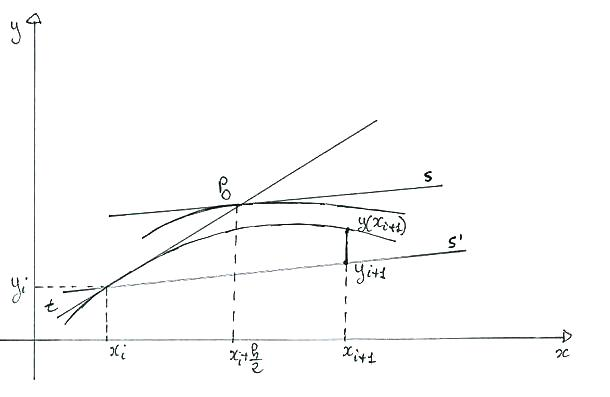 y
P₀
s
y(xᵢ₊₁)
s'
yᵢ₊₁
yᵢ
t
xᵢ
xᵢ+h/2
xᵢ₊₁
x